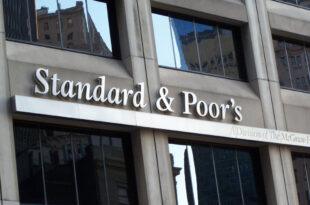 Standard & Poor's
A Division of The McGraw